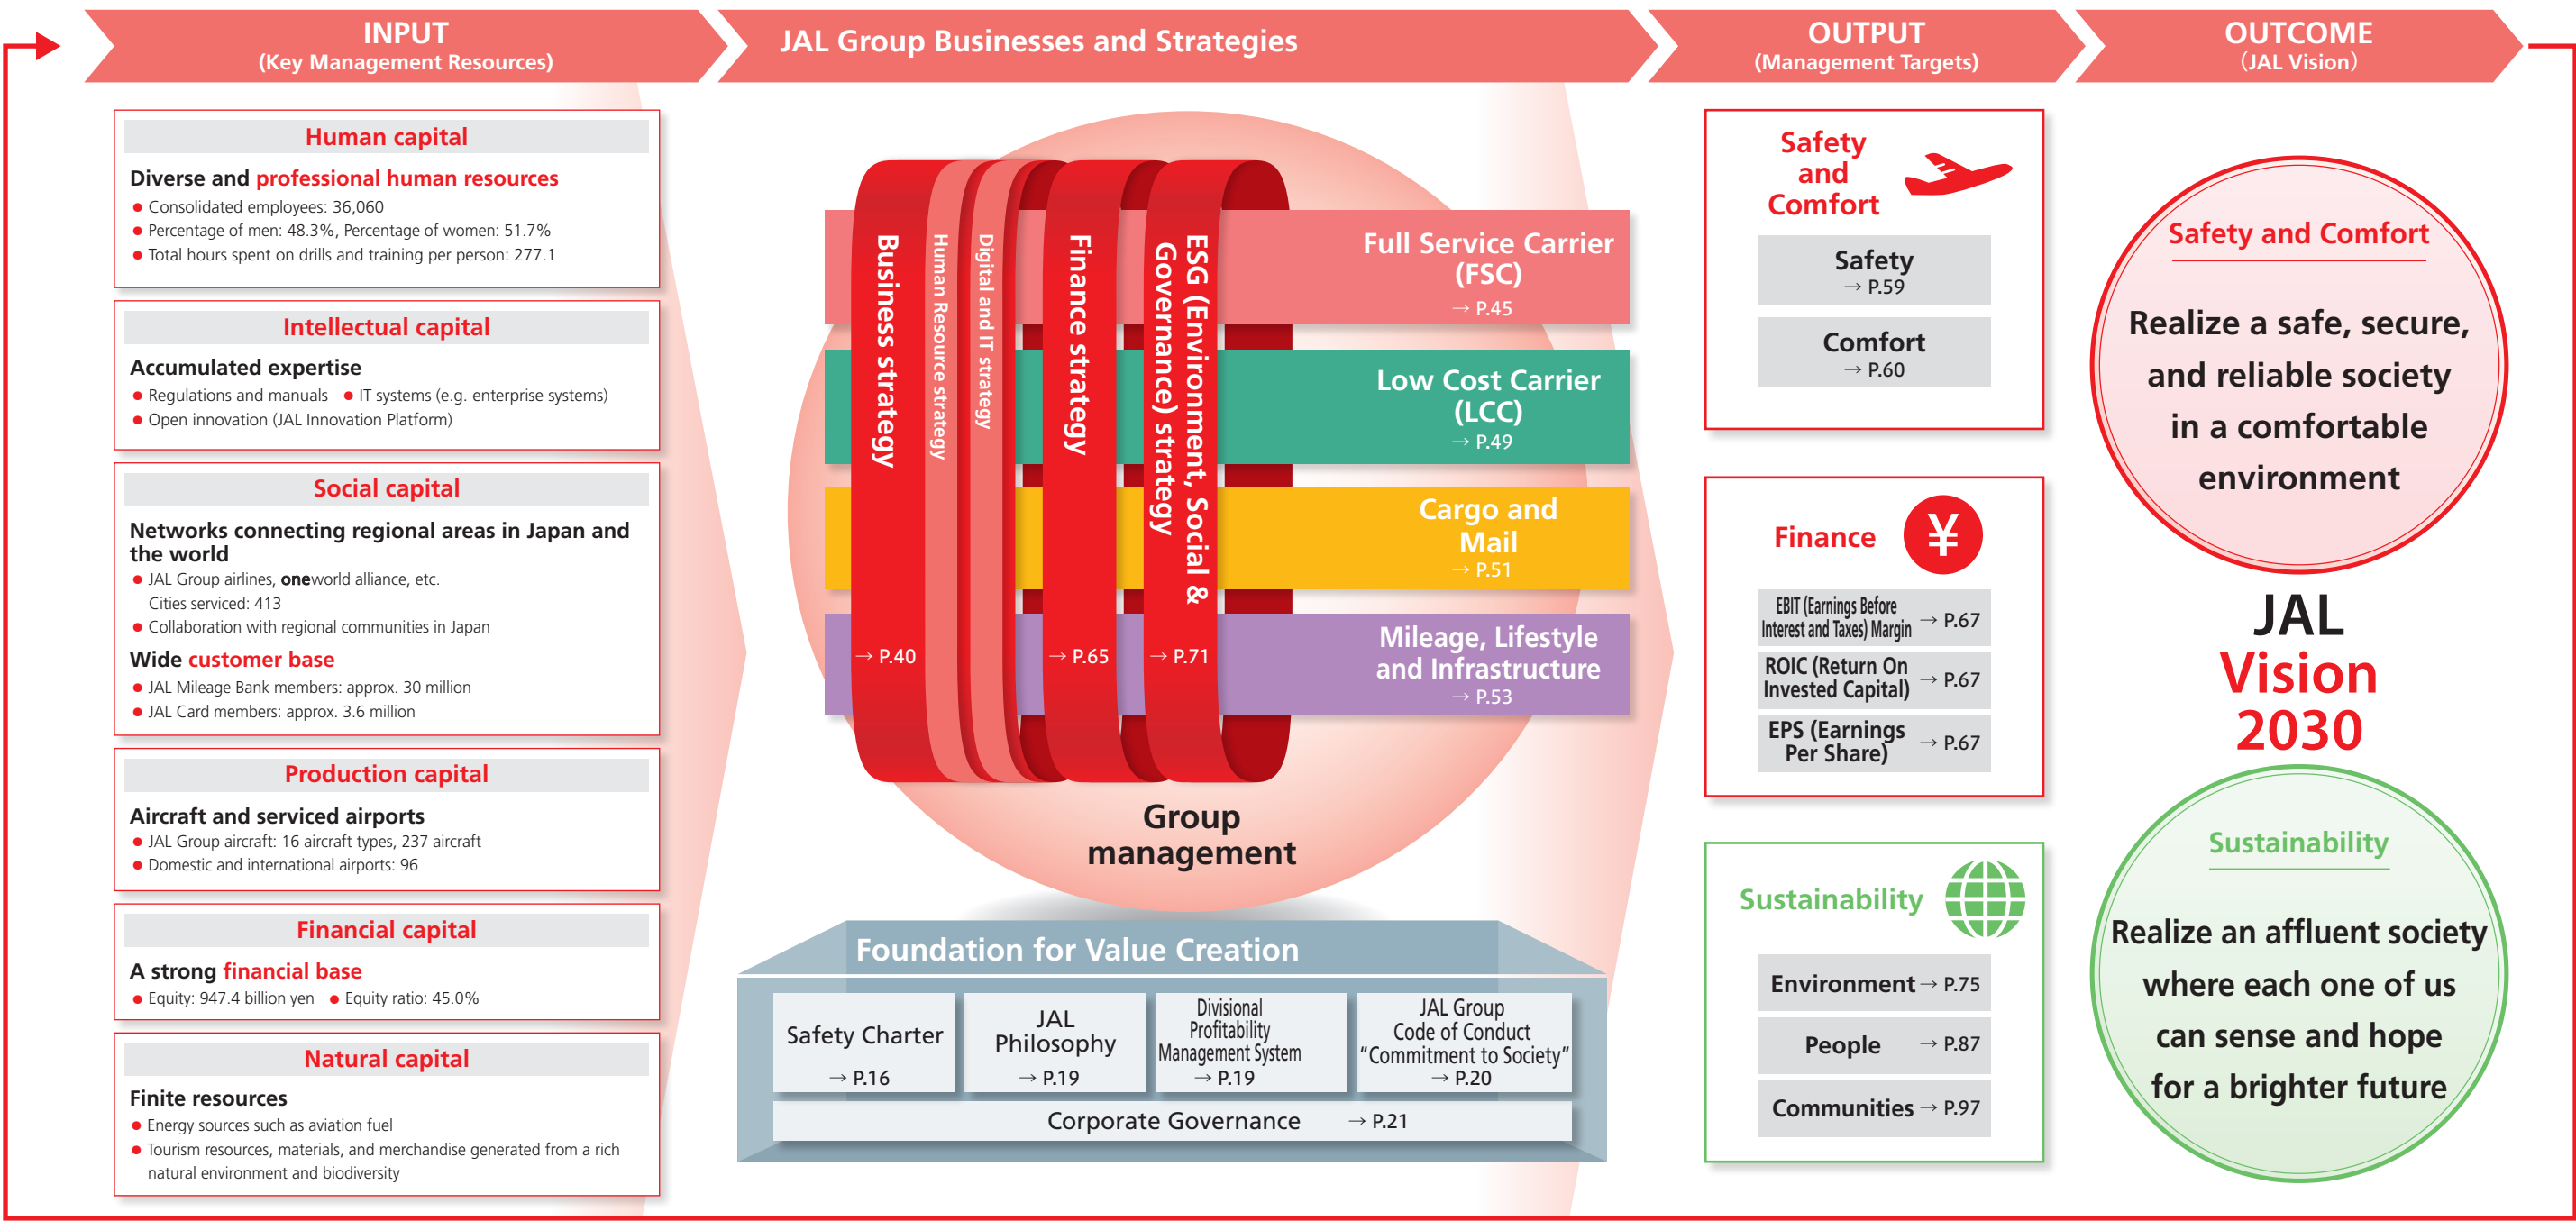 INPUT
(Key Management Resources)
JAL Group Businesses and Strategies
OUTPUT
(Management Targets)
OUTCOME
(JAL Vision)
Human capital
Diverse and professional human resources
● Consolidated employees: 36,060
● Percentage of men: 48.3%, Percentage of women: 51.7%
● Total hours spent on drills and training per person: 277.1
Intellectual capital
Accumulated expertise
● Regulations and manuals ● IT systems (e.g. enterprise systems)
● Open innovation (JAL Innovation Platform)
Social capital
Networks connecting regional areas in Japan and
the world
● JAL Group airlines, oneworld alliance, etc.
Cities serviced: 413
● Collaboration with regional communities in Japan
Wide customer base
● JAL Mileage Bank members: approx. 30 million
● JAL Card members: approx. 3.6 million
Production capital
Aircraft and serviced airports
● JAL Group aircraft: 16 aircraft types, 237 aircraft
● Domestic and international airports: 96
Financial capital
A strong financial base
● Equity: 947.4 billion yen ● Equity ratio: 45.0%
Natural capital
Finite resources
● Energy sources such as aviation fuel
● Tourism resources, materials, and merchandise generated from a rich
natural environment and biodiversity
Business strategy
→ P.40
Human Resource strategy
Digital and IT strategy
Finance strategy
→ P.65
ESG (Environment, Social &
Governance) strategy
→ P.71
Full Service Carrier
(FSC)
→ P.45
Low Cost Carrier
(LCC)
→ P.49
Cargo and
Mail
→ P.51
Mileage, Lifestyle
and Infrastructure
→ P.53
Group
management
Foundation for Value Creation
Safety Charter
→ P.16
JAL
Philosophy
→ P.19
Divisional
Profitability
Management System
→ P.19
JAL Group
Code of Conduct
“Commitment to Society”
→ P.20
Corporate Governance → P.21
Safety
and
Comfort
Safety
→ P.59
Comfort
→ P.60
Finance
¥
EBIT (Earnings Before
Interest and Taxes) Margin → P.67
ROIC (Return On
Invested Capital) → P.67
EPS (Earnings
Per Share) → P.67
Sustainability
Environment → P.75
People → P.87
Communities → P.97
Safety and Comfort
Realize a safe, secure,
and reliable society
in a comfortable
environment
JAL
Vision
2030
Sustainability
Realize an affluent society
where each one of us
can sense and hope
for a brighter future